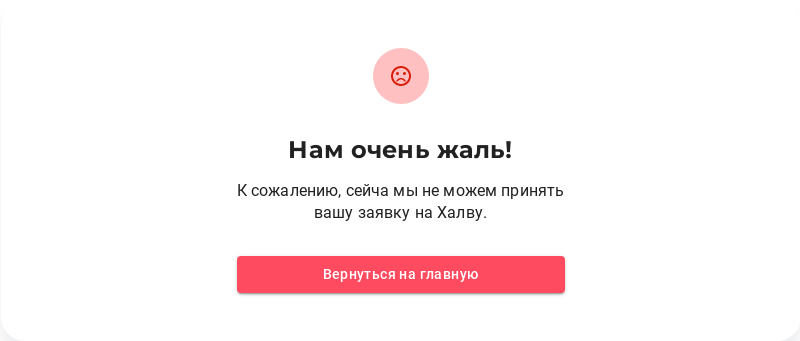 Нам очень жаль!
К сожалению, сейча мы не можем принять
вашу заявку на Халву.
Вернуться на главную